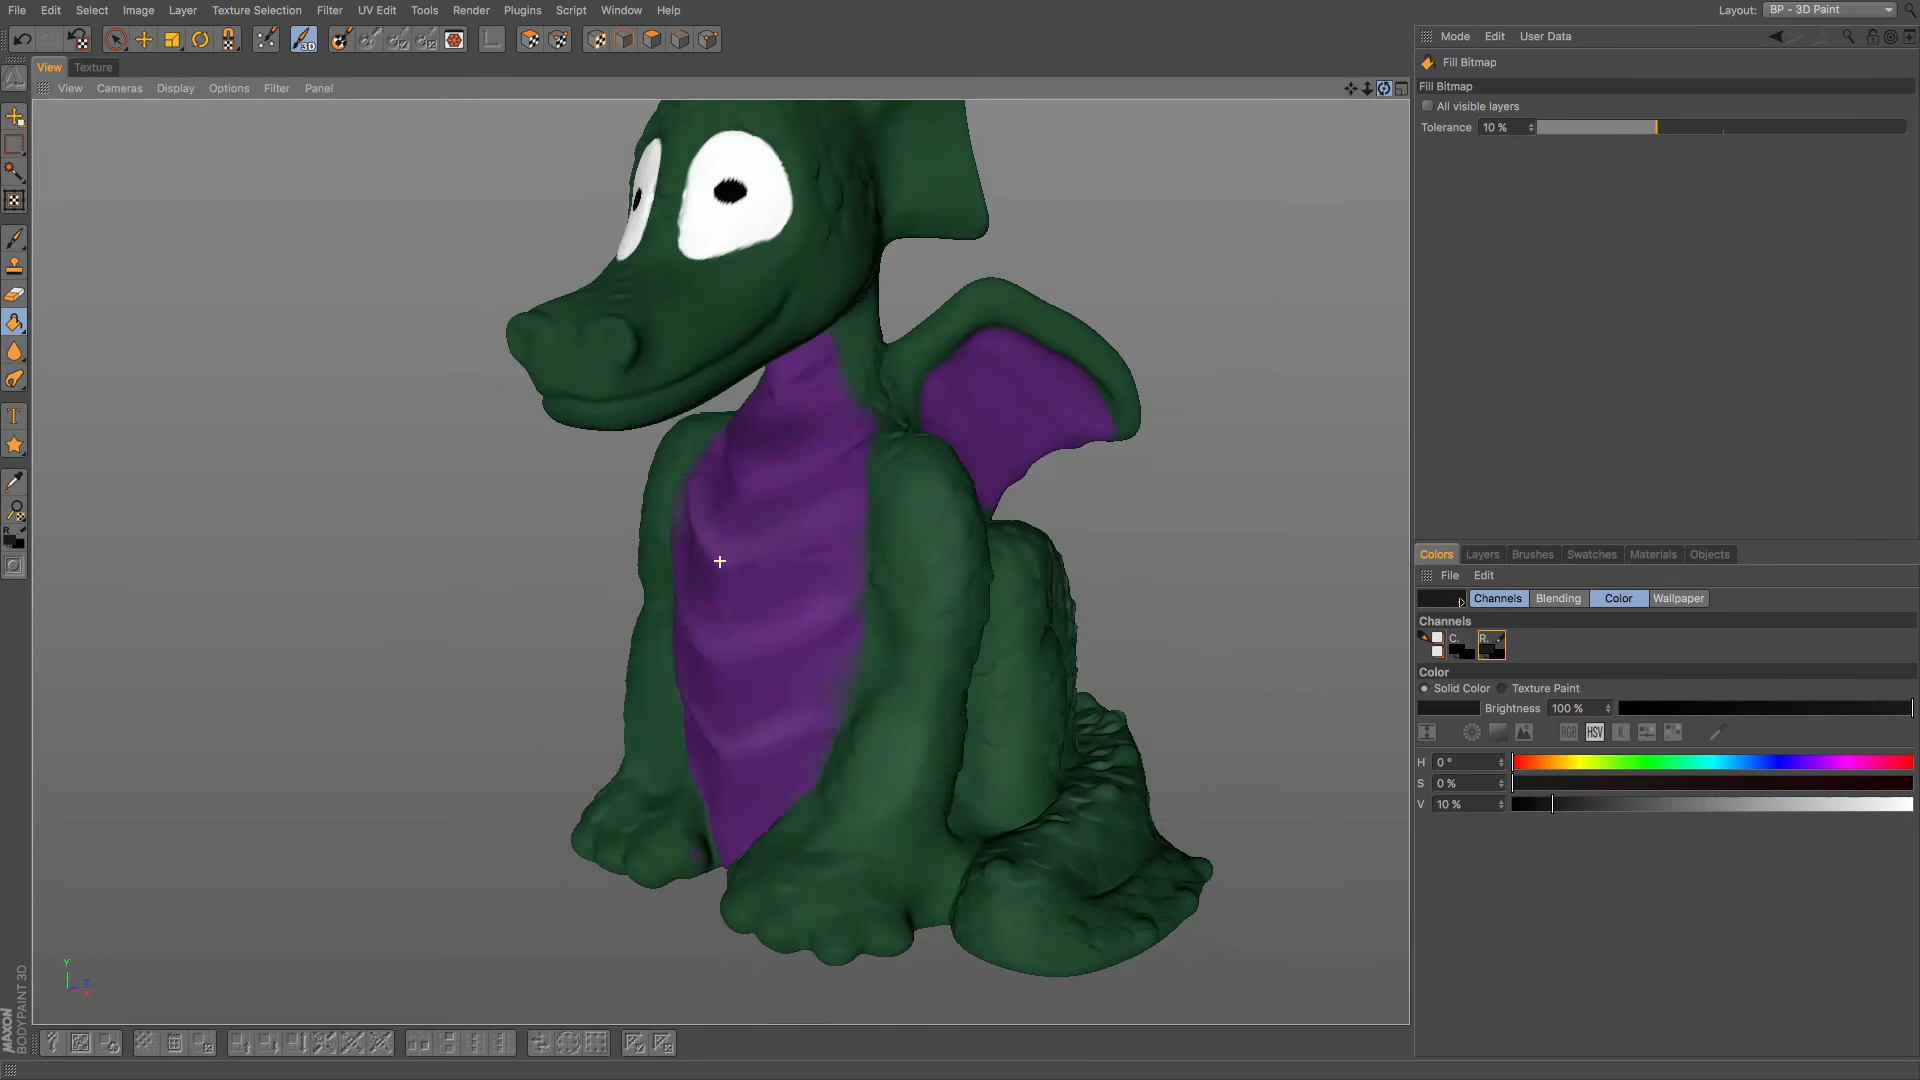 File Edit Select Image Layer Texture Selection Filter UV Edit Tools Render Plugins Script Window Help
Layout: BP - 3D Paint
3D
Mode Edit User Data
View Texture
Fill Bitmap
View Cameras Display Options Filter Panel
Fill Bitmap
All visible layers
Tolerance 10 %
T
R
Colors Layers Brushes Swatches Materials Objects
File Edit
Channels Blending Color Wallpaper
Channels
C. R.
Color
Solid Color Texture Paint
Brightness 100 %
RGB HSV K
H 0 °
S 0 %
V 10 %
Y
Z
X
MAXON
BODYPAINT 3D